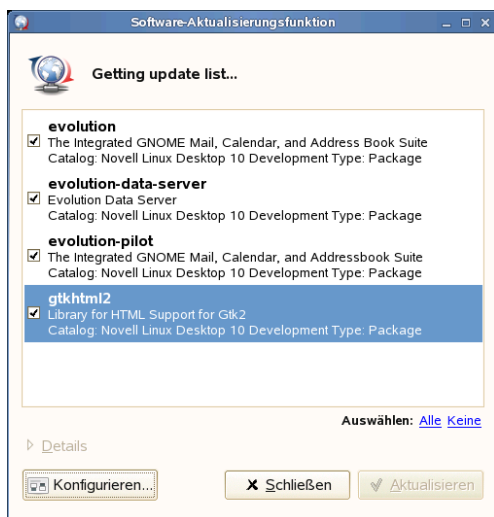 Software-Aktualisierungsfunktion
Getting update list...
evolution
The Integrated GNOME Mail, Calendar, and Address Book Suite
Catalog: Novell Linux Desktop 10 Development Type: Package
evolution-data-server
Evolution Data Server
Catalog: Novell Linux Desktop 10 Development Type: Package
evolution-pilot
The Integrated GNOME Mail, Calendar, and Addressbook Suite
Catalog: Novell Linux Desktop 10 Development Type: Package
gtkhtml2
Library for HTML Support for Gtk2
Catalog: Novell Linux Desktop 10 Development Type: Package
Auswählen: Alle Keine
Details
Konfigurieren... Schließen Aktualisieren